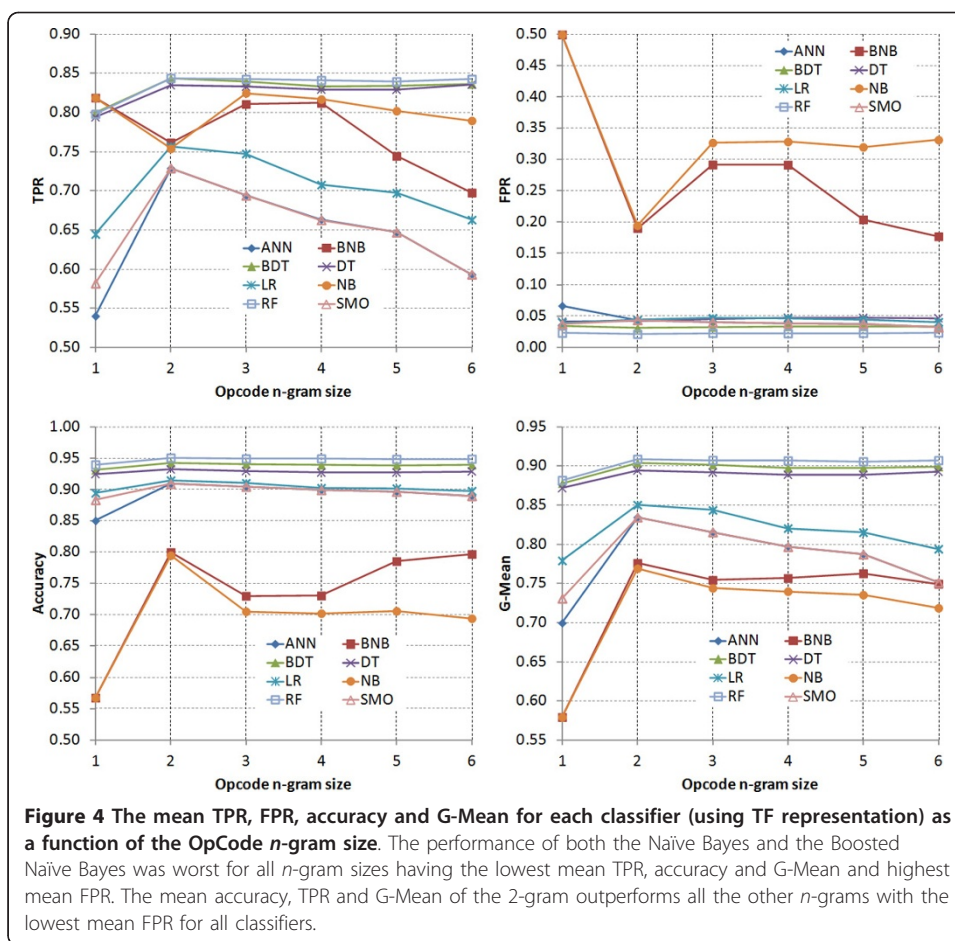 0.90
0.85
0.80
0.75
0.70
0.65
0.60
0.55
0.50
TPR
ANN BNB
BDT DT
LR NB
RF SMO
1 2 3 4 5 6
Opcode n-gram size
0.50
0.45
0.40
0.35
0.30
0.25
0.20
0.15
0.10
0.05
0.00
FPR
ANN BNB
BDT DT
LR NB
RF SMO
1 2 3 4 5 6
Opcode n-gram size
1.00
0.95
0.90
0.85
0.80
0.75
0.70
0.65
0.60
0.55
0.50
Accuracy
ANN BNB
BDT DT
LR NB
RF SMO
1 2 3 4 5 6
Opcode n-gram size
0.95
0.90
0.85
0.80
0.75
0.70
0.65
0.60
0.55
G-Mean
ANN BNB
BDT DT
LR NB
RF SMO
1 2 3 4 5 6
Opcode n-gram size
Figure 4 The mean TPR, FPR, accuracy and G-Mean for each classifier (using TF representation) as
a function of the OpCode n-gram size. The performance of both the Naïve Bayes and the Boosted
Naïve Bayes was worst for all n-gram sizes having the lowest mean TPR, accuracy and G-Mean and highest
mean FPR. The mean accuracy, TPR and G-Mean of the 2-gram outperforms all the other n-grams with the
lowest mean FPR for all classifiers.